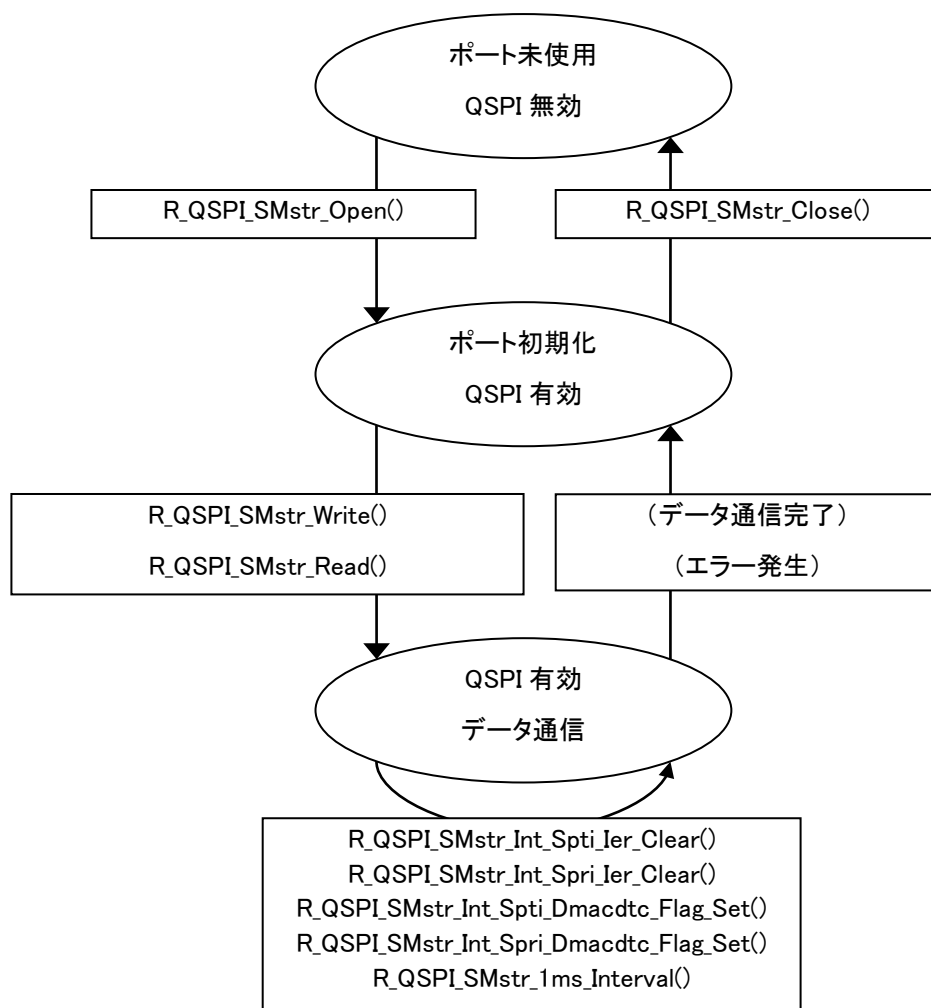 ポート未使用
QSPI 無効
R_QSPI_SMstr_Open()
R_QSPI_SMstr_Close()
ポート初期化
QSPI 有効
R_QSPI_SMstr_Write()
R_QSPI_SMstr_Read()
(データ通信完了)
(エラー発生)
QSPI 有効
データ通信
R_QSPI_SMstr_Int_Spti_Ier_Clear()
R_QSPI_SMstr_Int_Spri_Ier_Clear()
R_QSPI_SMstr_Int_Spti_Dmacdtc_Flag_Set()
R_QSPI_SMstr_Int_Spri_Dmacdtc_Flag_Set()
R_QSPI_SMstr_1ms_Interval()